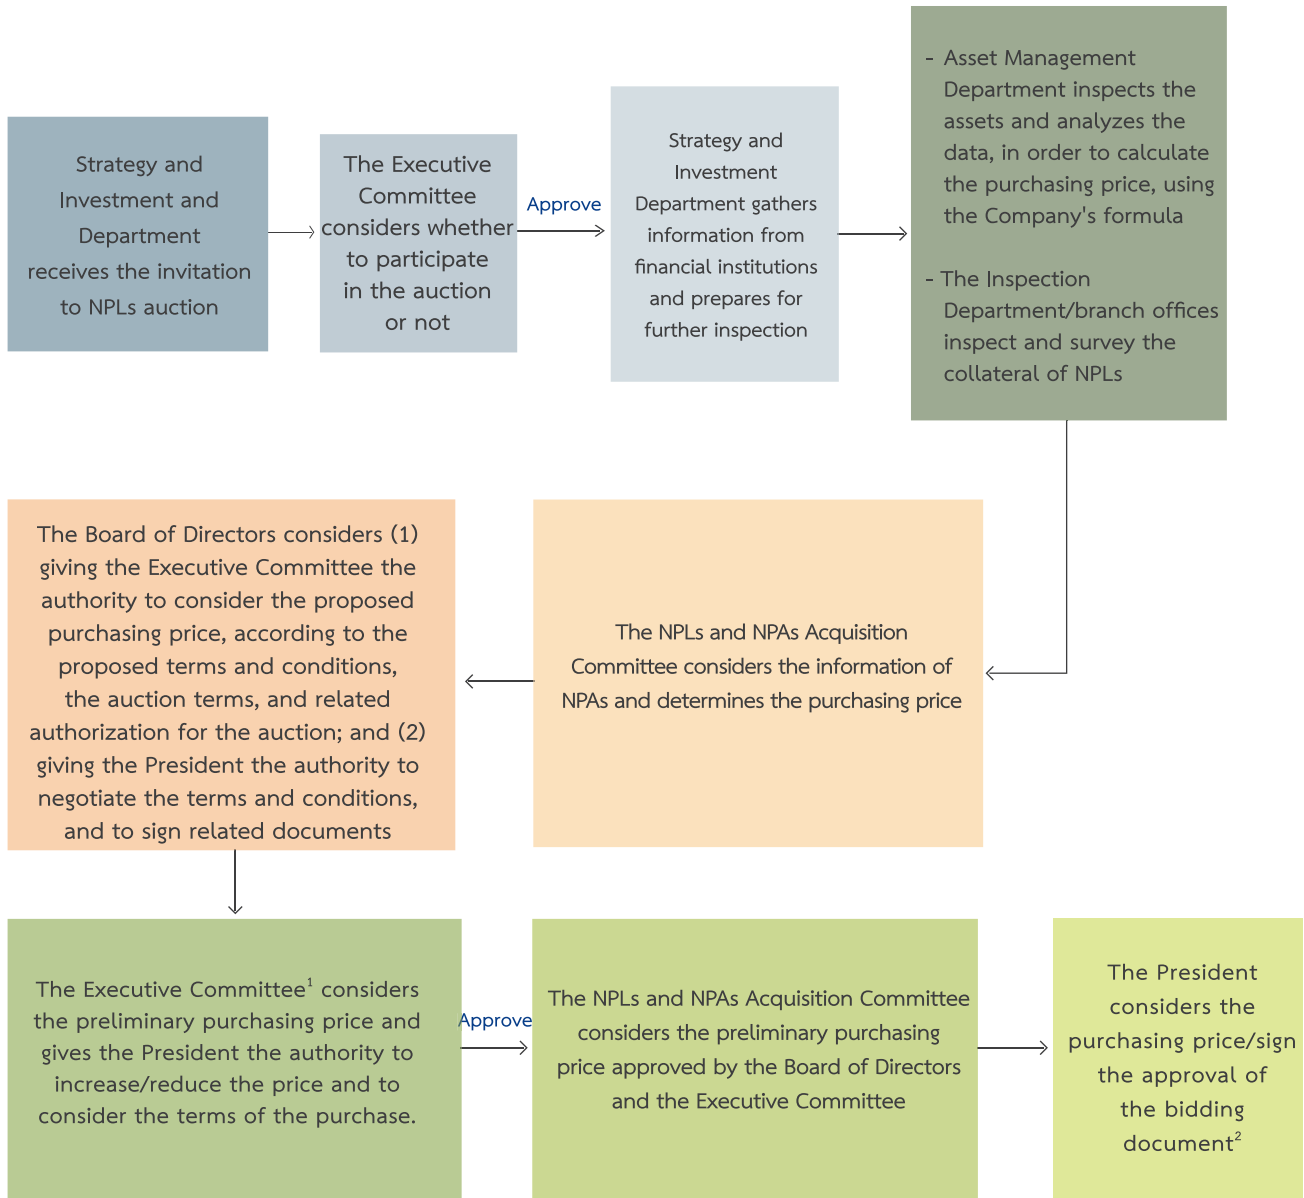 Strategy and
Investment and
Department
receives the invitation
to NPLs auction
The Executive
Committee
considers whether
to participate
in the auction
or not
Approve
Strategy and
Investment
Department gathers
information from
financial institutions
and prepares for
further inspection
- Asset Management
Department inspects the
assets and analyzes the
data, in order to calculate
the purchasing price, using
the Company's formula
- The Inspection
Department/branch offices
inspect and survey the
collateral of NPLs
The Board of Directors considers (1)
giving the Executive Committee the
authority to consider the proposed
purchasing price, according to the
proposed terms and conditions,
the auction terms, and related
authorization for the auction; and (2)
giving the President the authority to
negotiate the terms and conditions,
and to sign related documents
The NPLs and NPAs Acquisition
Committee considers the information of
NPAs and determines the purchasing price
The Executive Committee¹ considers
the preliminary purchasing price and
gives the President the authority to
increase/reduce the price and to
consider the terms of the purchase.
Approve
The NPLs and NPAs Acquisition Committee
considers the preliminary purchasing
price approved by the Board of Directors
and the Executive Committee
The President
considers the
purchasing price/sign
the approval of
the bidding
document²